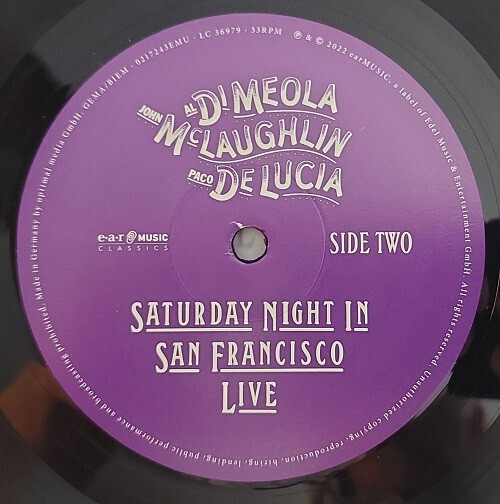 Made in Germany by optimal media GmbH. GEMA/BIEM · 0217243EMU · LC 36979 · 33RPM
℗ & © 2022 earMUSIC, a label of Edel Music & Entertainment GmbH. All rights reserved. Unauthorized copying, reproduction, hiring, lending, public performance and broadcasting prohibited.
AL DI MEOLA
JOHN MCLAUGHLIN
PACO DE LUCIA
e·a·r MUSIC
CLASSICS
SIDE TWO
SATURDAY NIGHT IN
SAN FRANCISCO
LIVE